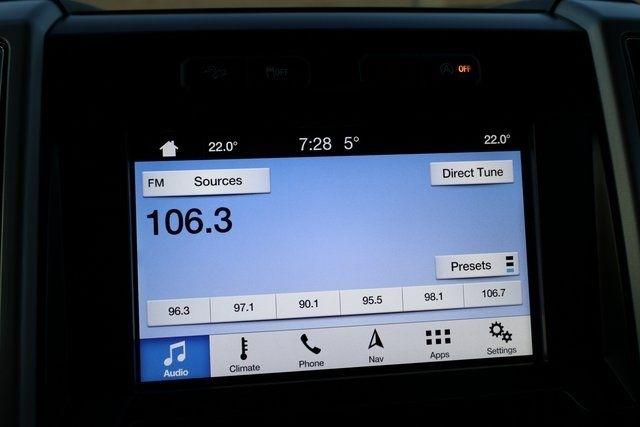 OFF OFF
22.0° 7:28 5° 22.0°
FM Sources Direct Tune
106.3
Presets
96.3 97.1 90.1 95.5 98.1 106.7
Audio Climate Phone Nav Apps Settings